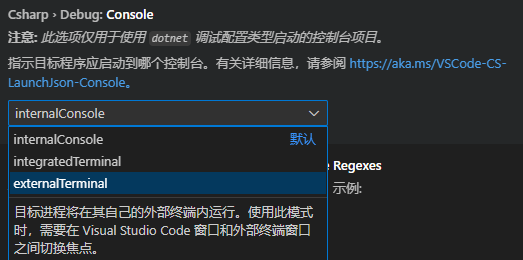 Csharp › Debug: Console
注意: 此选项仅用于使用 dotnet 调试配置类型启动的控制台项目。
指示目标程序应启动到哪个控制台。有关详细信息，请参阅 https://aka.ms/VSCode-CS-
LaunchJson-Console。
internalConsole
internalConsole 默认
integratedTerminal
e Regexes
externalTerminal
示例:
目标进程将在其自己的外部终端内运行。使用此模式
时，需要在 Visual Studio Code 窗口和外部终端窗口
之间切换焦点。